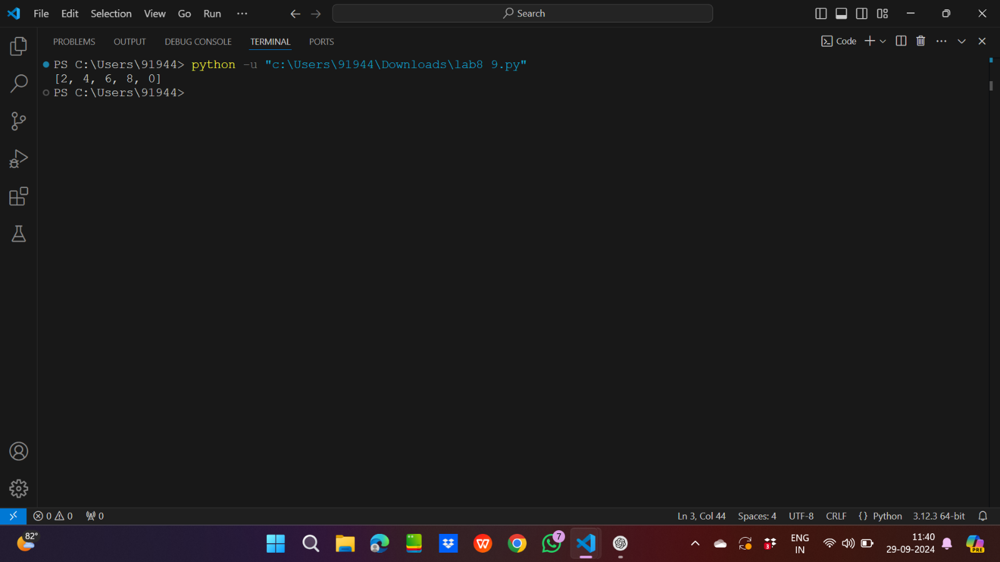 File Edit Selection View Go Run ···
Search
PROBLEMS OUTPUT DEBUG CONSOLE TERMINAL PORTS
Code
PS C:\Users\91944> python -u "c:\Users\91944\Downloads\lab8 9.py"
[2, 4, 6, 8, 0]
PS C:\Users\91944>
0 0 0
Ln 3, Col 44 Spaces: 4 UTF-8 CRLF {} Python 3.12.3 64-bit
82°
W
7
3
ENG
IN
11:40
29-09-2024
PRE